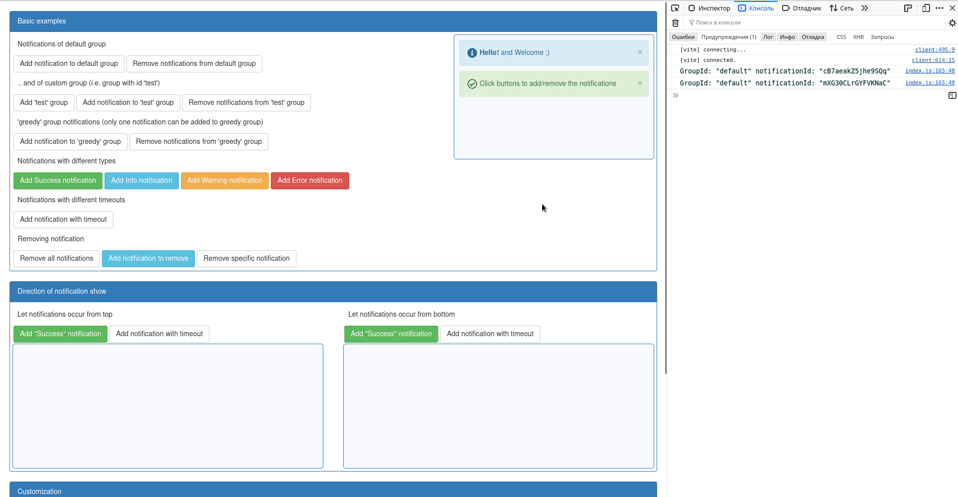 Basic examples
Notifications of default group
Add notification to default group
Remove notifications from default group
.. and of custom group (i.e. group with id 'test')
Add 'test' group
Add notification to 'test' group
Remove notifications from 'test' group
'greedy' group notifications (only one notification can be added to greedy group)
Add notification to 'greedy' group
Remove notifications from 'greedy' group
Notifications with different types
Add Success notification
Add Info notification
Add Warning notification
Add Error notification
Notifications with different timeouts
Add notification with timeout
Removing notification
Remove all notifications
Add notification to remove
Remove specific notification
Hello! and Welcome ;)
×
Click buttons to add/remove the notifications
×
Direction of notification show
Let notifications occur from top
Add "Success" notification
Add notification with timeout
Let notifications occur from bottom
Add "Success" notification
Add notification with timeout
Customization
Инспектор
Консоль
Отладчик
Сеть
Поиск в консоли
Ошибки
Предупреждения (1)
Лог
Инфо
Отладка
CSS
XHR
Запросы
[vite] connecting... client:495:9
[vite] connected. client:614:15
GroupId: "default" notificationId: "cB7aeakZ5jhe9SQq" index.js:165:48
GroupId: "default" notificationId: "mXG30CLrGYFVKNaC" index.js:165:48